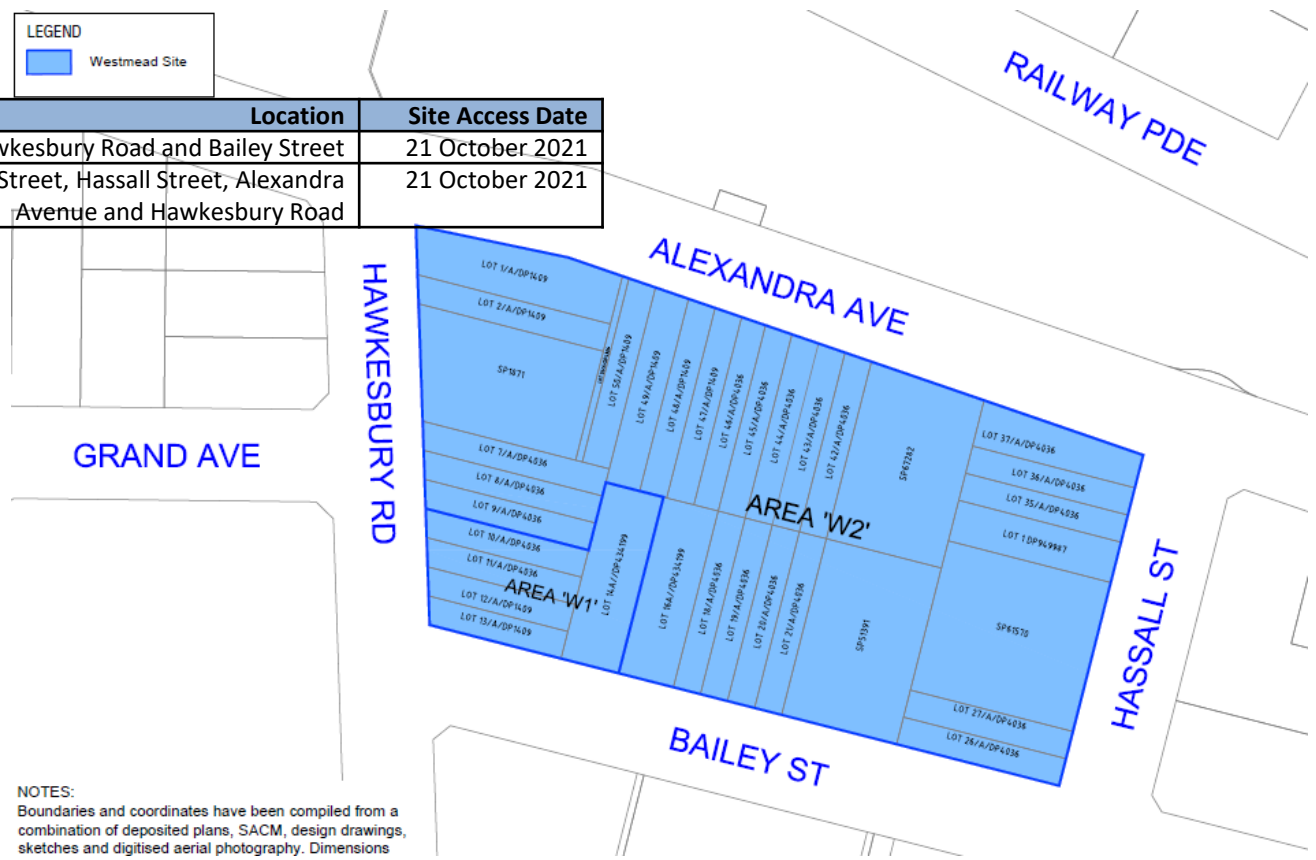 LEGEND
Westmead Site
Location Site Access Date
wkesbury Road and Bailey Street 21 October 2021
Street, Hassall Street, Alexandra 21 October 2021
Avenue and Hawkesbury Road
RAILWAY PDE
ALEXANDRA AVE
HAWKESBURY RD
GRAND AVE
LOT 1/A/DP1409
LOT 2/A/DP1409
SP1871
LOT 50/A/DP1409
LOT 49/A/DP1409
LOT 48/A/DP1409
LOT 47/A/DP1409
LOT 46/A/DP4036
LOT 45/A/DP4036
LOT 44/A/DP4036
LOT 43/A/DP4036
LOT 42/A/DP4036
SP67282
LOT 37/A/DP4036
LOT 36/A/DP4036
LOT 35/A/DP4036
LOT 1 DP949987
LOT 7/A/DP4036
LOT 8/A/DP4036
LOT 9/A/DP4036
AREA 'W2'
LOT 10/A/DP4036
LOT 11/A/DP4036
AREA 'W1'
LOT 12/A/DP1409
LOT 13/A/DP1409
LOT 14A//DP434199
LOT 16A//DP434199
LOT 18/A/DP4036
LOT 19/A/DP4036
LOT 20/A/DP4036
LOT 21/A/DP4036
SP51391
SP61570
LOT 27/A/DP4036
LOT 26/A/DP4036
HASSALL ST
BAILEY ST
NOTES:
Boundaries and coordinates have been compiled from a
combination of deposited plans, SACM, design drawings,
sketches and digitised aerial photography. Dimensions